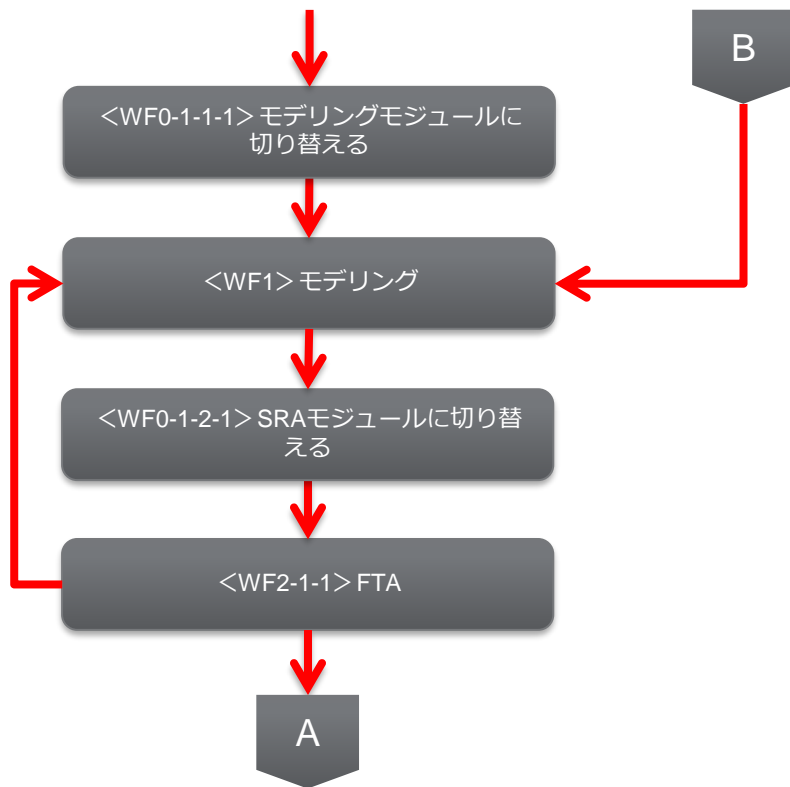 B
＜WF0-1-1-1＞モデリングモジュールに
切り替える
＜WF1＞モデリング
＜WF0-1-2-1＞SRAモジュールに切り替
える
＜WF2-1-1＞FTA
A